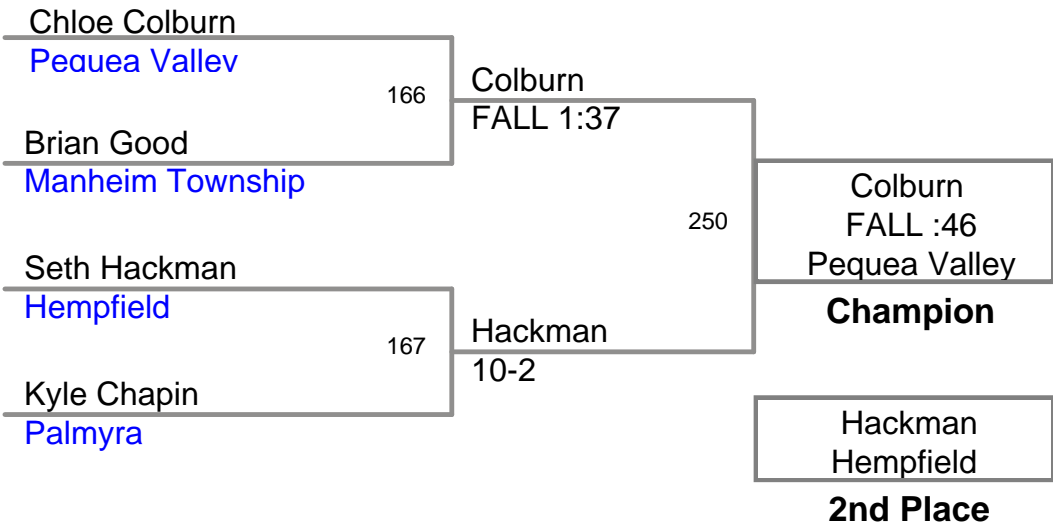 Chloe Colburn
Pequea Valley
166
Brian Good
Manheim Township
Colburn
FALL 1:37
Seth Hackman
Hempfield
167
Kyle Chapin
Palmyra
Hackman
10-2
250
Colburn
FALL :46
Pequea Valley
Champion
Hackman
Hempfield
2nd Place